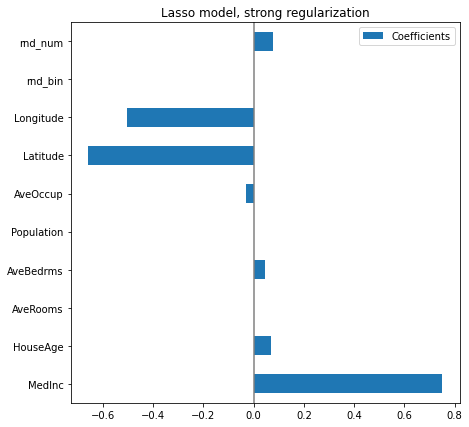 Lasso model, strong regularization
Coefficients
rnd_num
rnd_bin
Longitude
Latitude
AveOccup
Population
AveBedrms
AveRooms
HouseAge
MedInc
−0.6 −0.4 −0.2 0.0 0.2 0.4 0.6 0.8